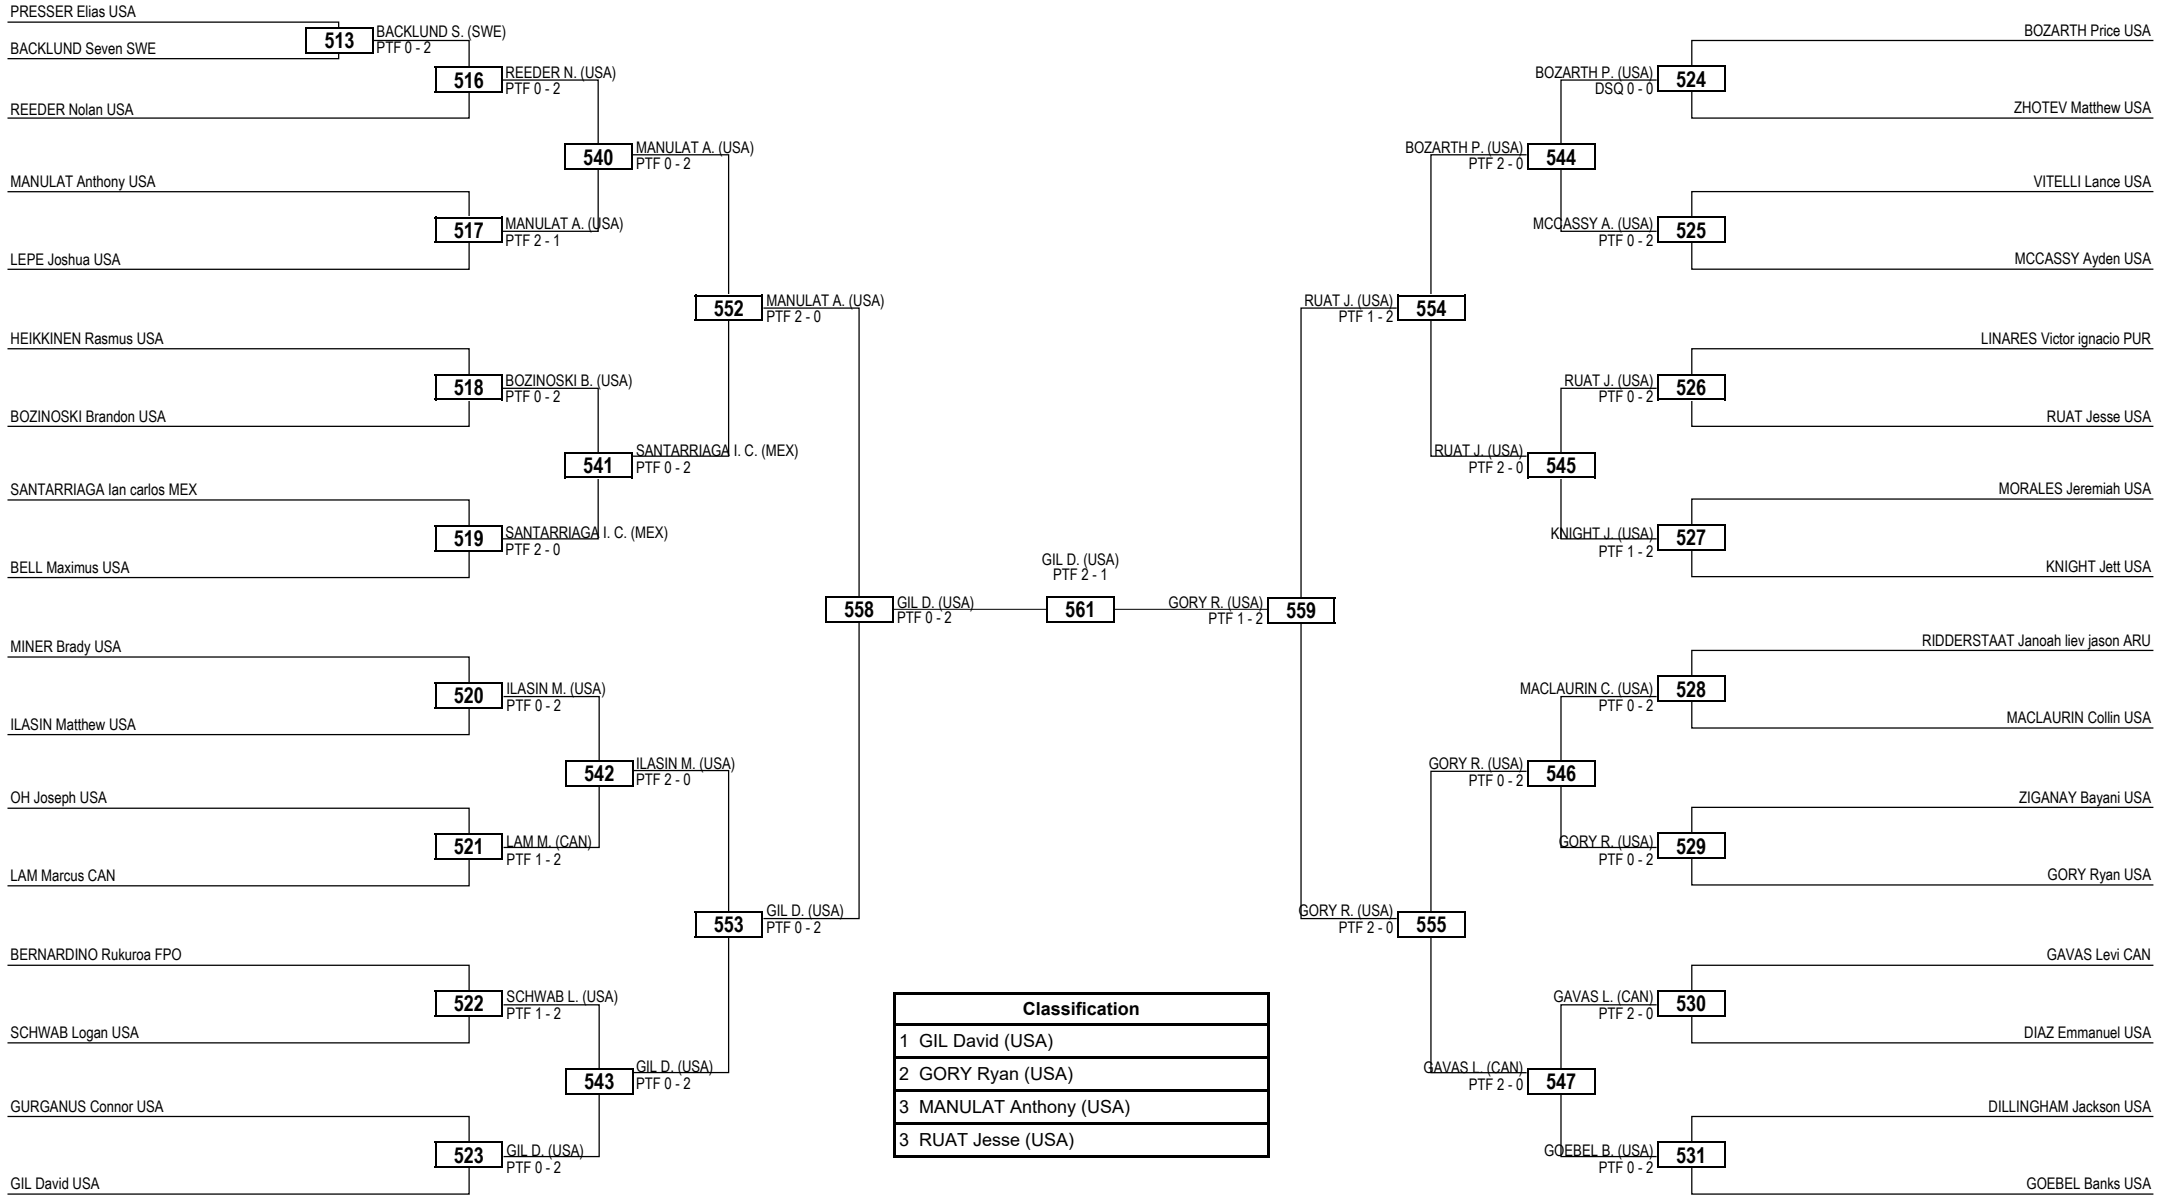 PRESSER Elias USA
513
BACKLUND S. (SWE)
PTF 0 - 2
BACKLUND Seven SWE
516
REEDER N. (USA)
PTF 0 - 2
REEDER Nolan USA
540
MANULAT A. (USA)
PTF 0 - 2
MANULAT Anthony USA
517
MANULAT A. (USA)
PTF 2 - 1
LEPE Joshua USA
552
MANULAT A. (USA)
PTF 2 - 0
HEIKKINEN Rasmus USA
518
BOZINOSKI B. (USA)
PTF 0 - 2
BOZINOSKI Brandon USA
541
SANTARRIAGA I. C. (MEX)
PTF 0 - 2
SANTARRIAGA Ian carlos MEX
519
SANTARRIAGA I. C. (MEX)
PTF 2 - 0
BELL Maximus USA
558
GIL D. (USA)
PTF 0 - 2
MINER Brady USA
520
ILASIN M. (USA)
PTF 0 - 2
ILASIN Matthew USA
542
ILASIN M. (USA)
PTF 2 - 0
OH Joseph USA
521
LAM M. (CAN)
PTF 1 - 2
LAM Marcus CAN
553
GIL D. (USA)
PTF 0 - 2
BERNARDINO Rukuroa FPO
522
SCHWAB L. (USA)
PTF 1 - 2
SCHWAB Logan USA
543
GIL D. (USA)
PTF 0 - 2
GURGANUS Connor USA
523
GIL D. (USA)
PTF 0 - 2
GIL David USA
GIL D. (USA)
PTF 2 - 1
561
BOZARTH Price USA
BOZARTH P. (USA)
DSQ 0 - 0
524
ZHOTEV Matthew USA
BOZARTH P. (USA)
PTF 2 - 0
544
VITELLI Lance USA
MCCASSY A. (USA)
PTF 0 - 2
525
MCCASSY Ayden USA
RUAT J. (USA)
PTF 1 - 2
554
LINARES Victor ignacio PUR
RUAT J. (USA)
PTF 0 - 2
526
RUAT Jesse USA
RUAT J. (USA)
PTF 2 - 0
545
MORALES Jeremiah USA
KNIGHT J. (USA)
PTF 1 - 2
527
KNIGHT Jett USA
GORY R. (USA)
PTF 1 - 2
559
RIDDERSTAAT Janoah liev jason ARU
MACLAURIN C. (USA)
PTF 0 - 2
528
MACLAURIN Collin USA
GORY R. (USA)
PTF 0 - 2
546
ZIGANAY Bayani USA
GORY R. (USA)
PTF 0 - 2
529
GORY Ryan USA
GORY R. (USA)
PTF 2 - 0
555
GAVAS Levi CAN
GAVAS L. (CAN)
PTF 2 - 0
530
DIAZ Emmanuel USA
GAVAS L. (CAN)
PTF 2 - 0
547
DILLINGHAM Jackson USA
GOEBEL B. (USA)
PTF 0 - 2
531
GOEBEL Banks USA
Classification
1 GIL David (USA)
2 GORY Ryan (USA)
3 MANULAT Anthony (USA)
3 RUAT Jesse (USA)